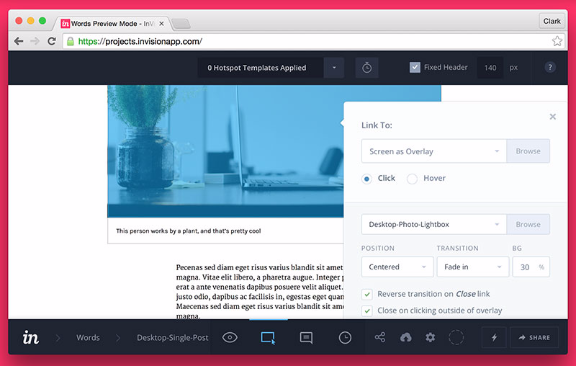 in Words Preview Mode - InVi
Clark
https://projects.invisionapp.com/
0 Hotspot Templates Applied
Fixed Header 140 px ?
Link To:
Screen as Overlay Browse
Click Hover
Desktop-Photo-Lightbox Browse
POSITION TRANSITION BG
Centered Fade in 30 %
Reverse transition on Close link
Close on clicking outside of overlay
This person works by a plant, and that's pretty cool
Pecenas sed diam eget risus varius blandit sit amet
magna. Vitae elit libero, a pharetra augue. Integer p
erat a ante venenatis dapibus posuere velit aliquet.
justo odio, dapibus ac facilisis in, egestas eget quam
Maecenas sed diam eget risus varius blandit sit amet
magna.
in Words Desktop-Single-Post SHARE